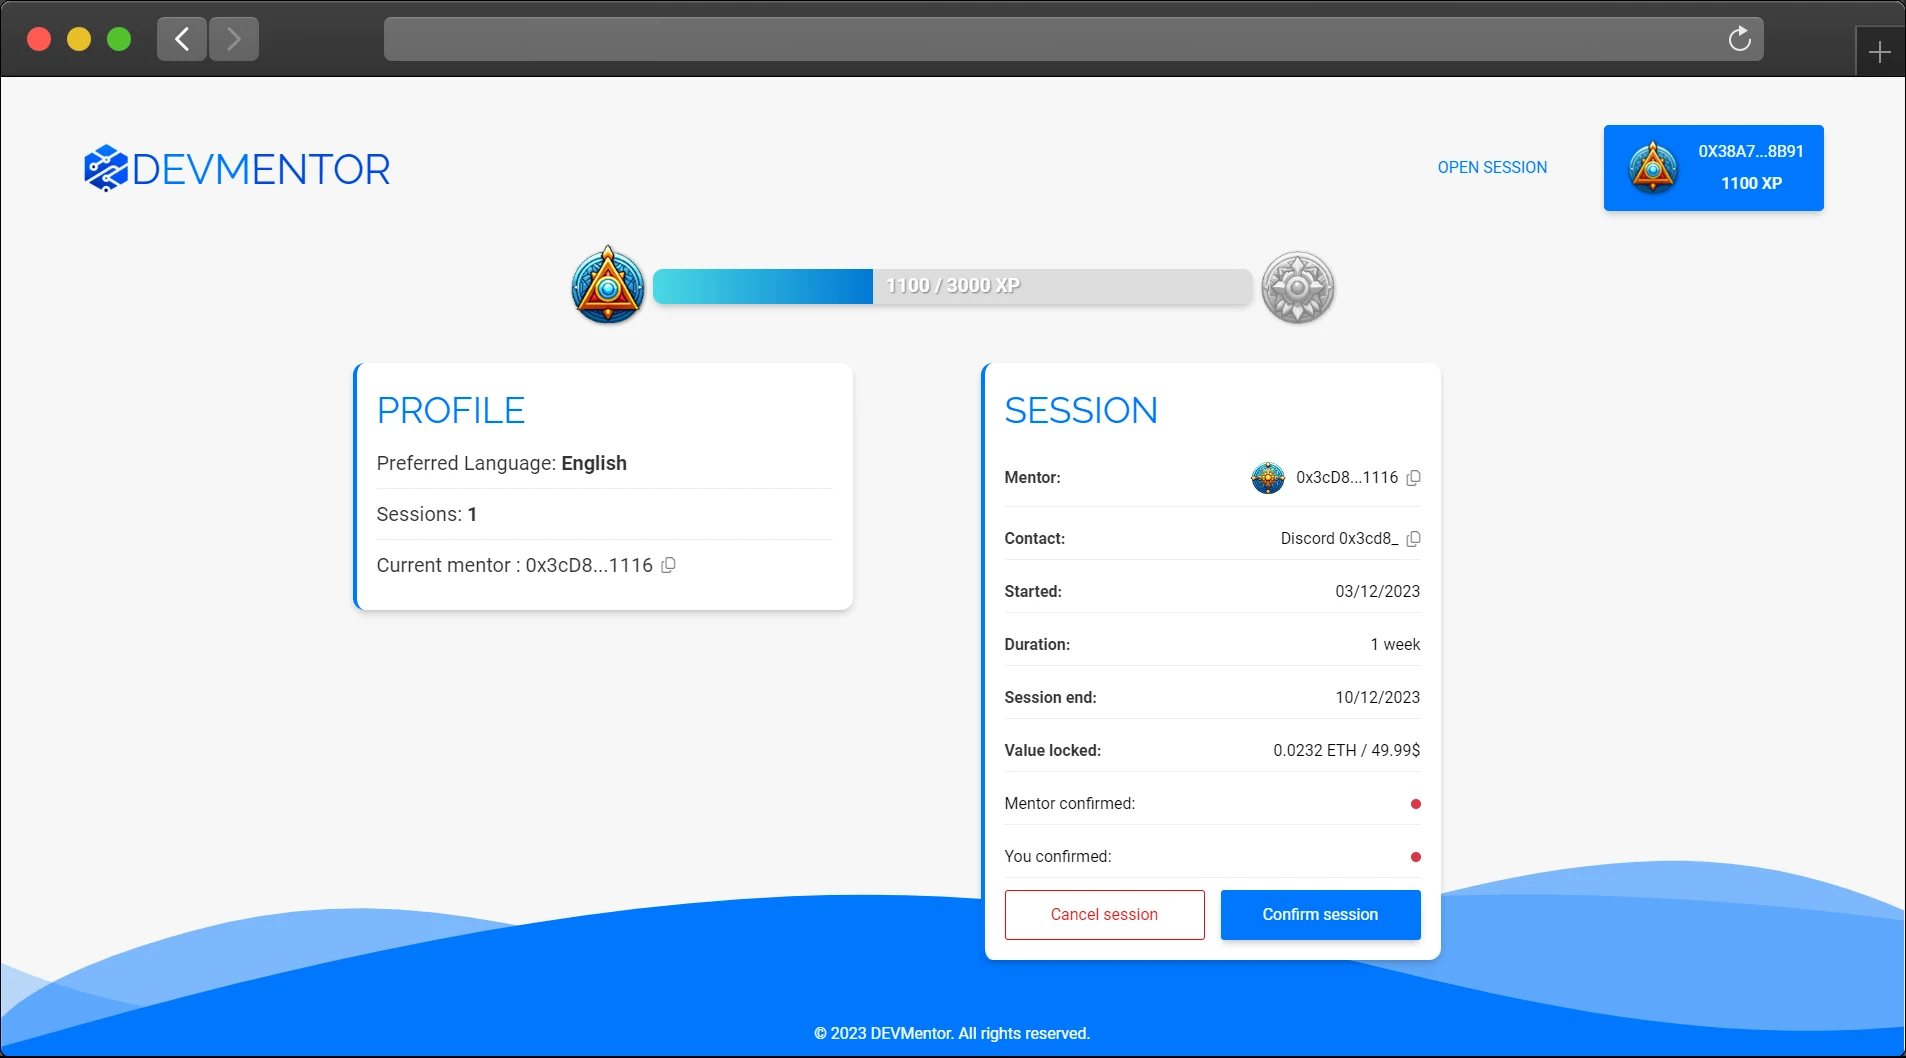 DEVMENTOR
OPEN SESSION
0X38A7...8B91
1100 XP
1100 / 3000 XP
PROFILE
Preferred Language: English
Sessions: 1
Current mentor : 0x3cD8...1116
SESSION
Mentor: 0x3cD8...1116
Contact: Discord 0x3cd8_
Started: 03/12/2023
Duration: 1 week
Session end: 10/12/2023
Value locked: 0.0232 ETH / 49.99$
Mentor confirmed:
You confirmed:
Cancel session Confirm session
© 2023 DEVMentor. All rights reserved.